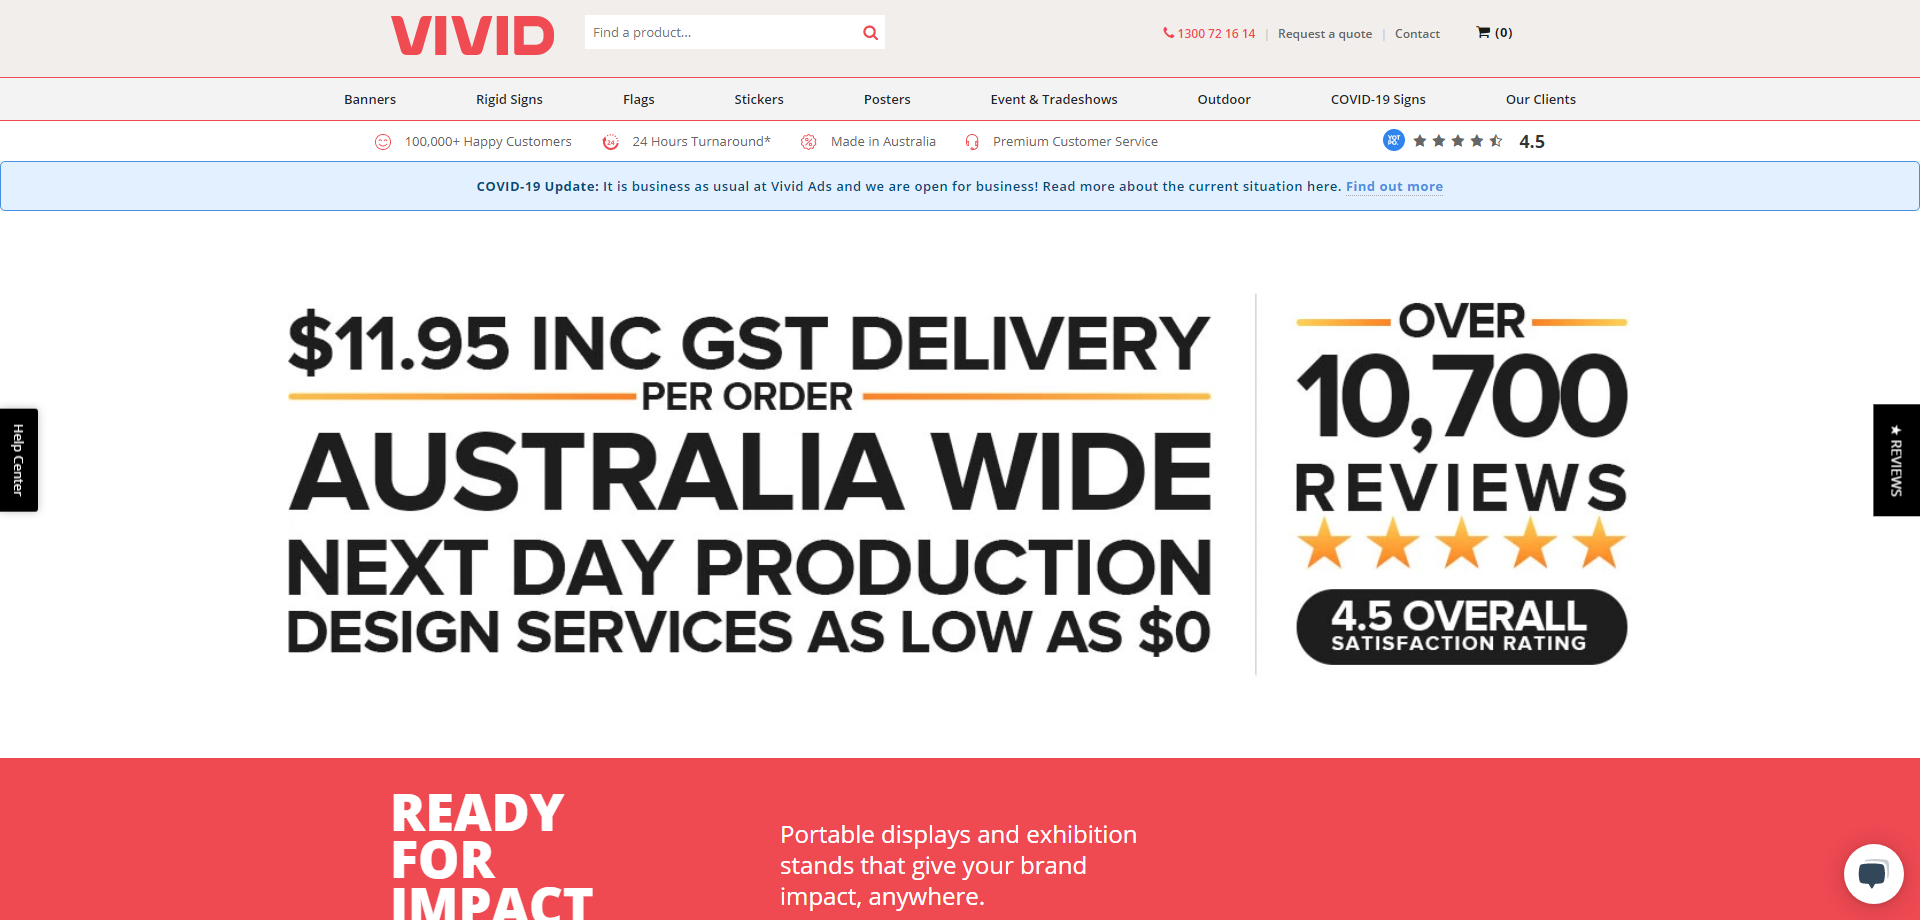 VIVID
Find a product...
1300 72 16 14 | Request a quote | Contact
(0)
Banners Rigid Signs Flags Stickers Posters Event & Tradeshows Outdoor COVID-19 Signs Our Clients
100,000+ Happy Customers
24
24 Hours Turnaround*
Made in Australia
Premium Customer Service
YOT
PO.
4.5
COVID-19 Update: It is business as usual at Vivid Ads and we are open for business! Read more about the current situation here. Find out more
$11.95 INC GST DELIVERY
PER ORDER
AUSTRALIA WIDE
NEXT DAY PRODUCTION
DESIGN SERVICES AS LOW AS $0
OVER
10,700
REVIEWS
4.5 OVERALL
SATISFACTION RATING
Help Center
★ REVIEWS
READY
FOR
IMPACT
Portable displays and exhibition
stands that give your brand
impact, anywhere.